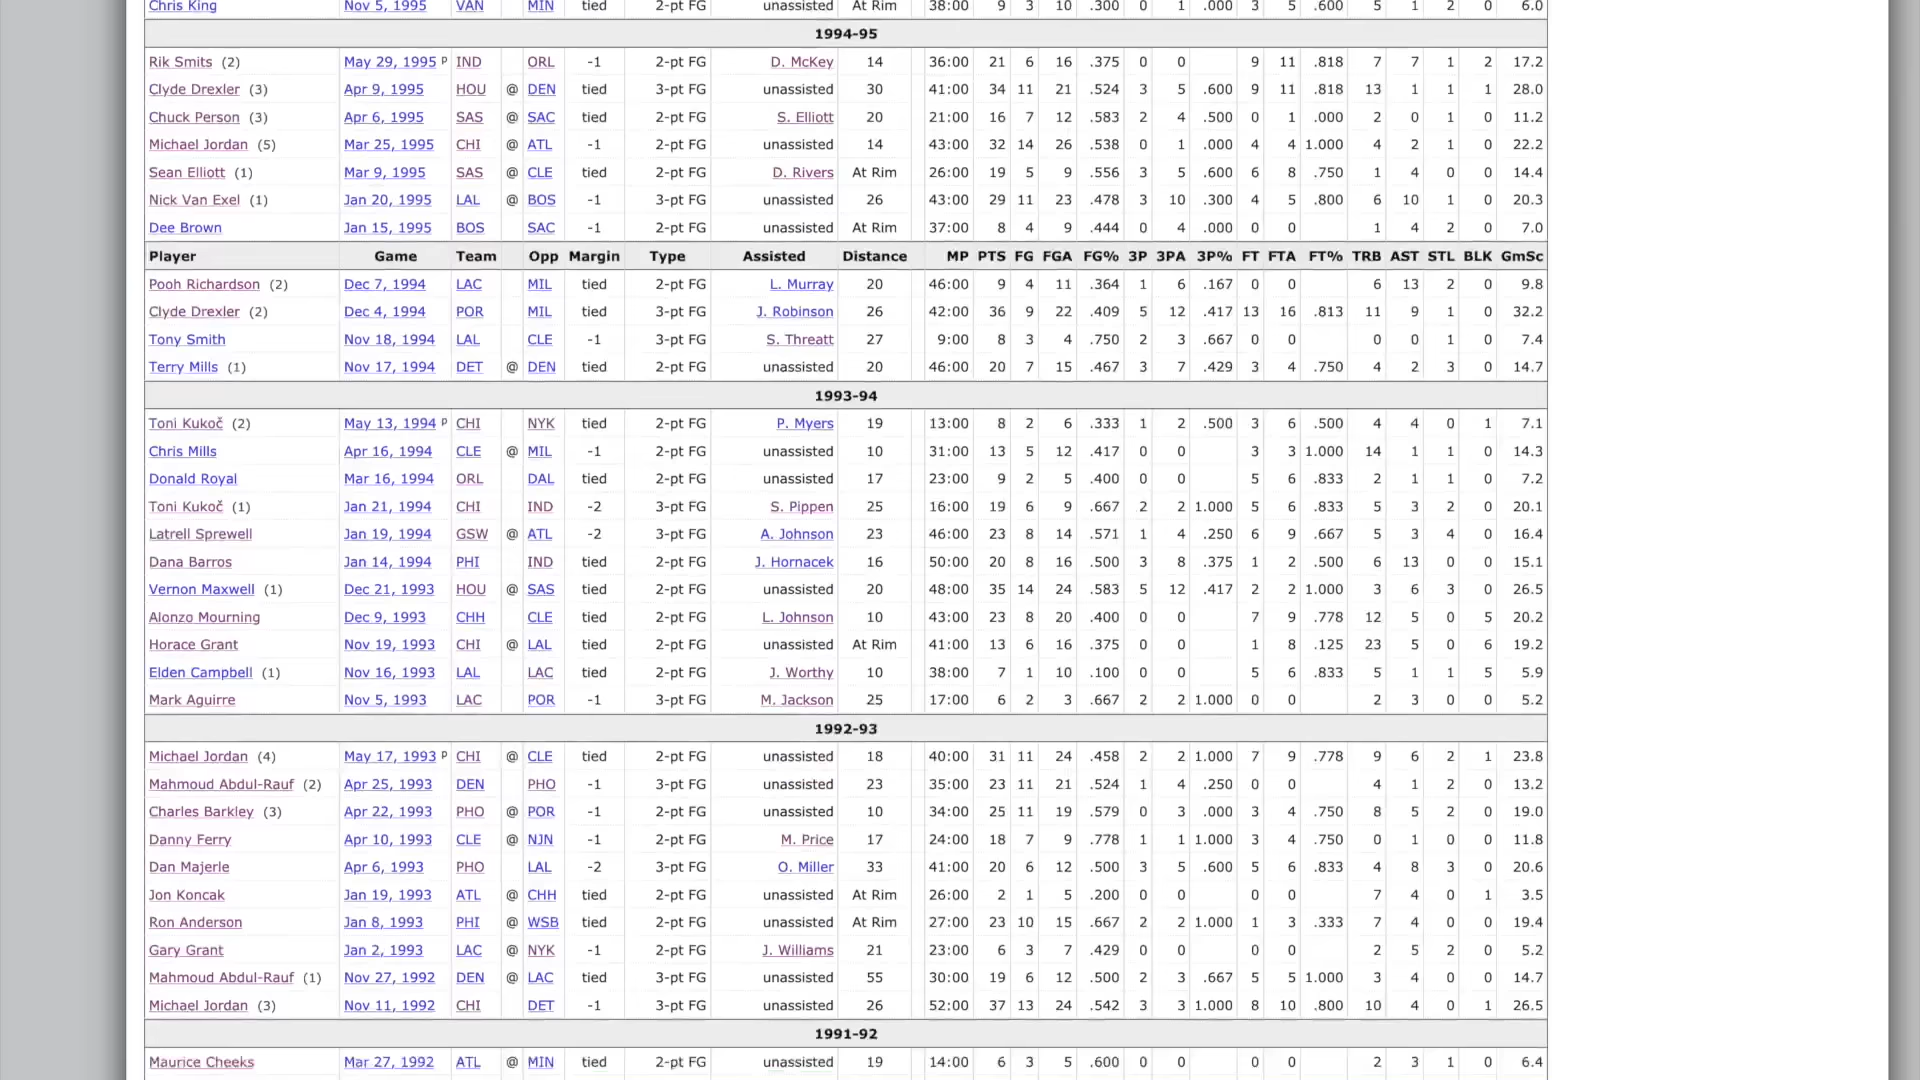 Chris King Nov 5, 1995 VAN MIN tied 2-pt FG unassisted At Rim 38:00 9 3 10 .300 0 1 .000 3 5 .600 5 1 2 0 6.0
1994-95
Rik Smits (2) May 29, 1995 P IND ORL -1 2-pt FG D. McKey 14 36:00 21 6 16 .375 0 0 9 11 .818 7 7 1 2 17.2
Clyde Drexler (3) Apr 9, 1995 HOU @ DEN tied 3-pt FG unassisted 30 41:00 34 11 21 .524 3 5 .600 9 11 .818 13 1 1 1 28.0
Chuck Person (3) Apr 6, 1995 SAS @ SAC tied 2-pt FG S. Elliott 20 21:00 16 7 12 .583 2 4 .500 0 1 .000 2 0 1 0 11.2
Michael Jordan (5) Mar 25, 1995 CHI @ ATL -1 2-pt FG unassisted 14 43:00 32 14 26 .538 0 1 .000 4 4 1.000 4 2 1 0 22.2
Sean Elliott (1) Mar 9, 1995 SAS @ CLE tied 2-pt FG D. Rivers At Rim 26:00 19 5 9 .556 3 5 .600 6 8 .750 1 4 0 0 14.4
Nick Van Exel (1) Jan 20, 1995 LAL @ BOS -1 3-pt FG unassisted 26 43:00 29 11 23 .478 3 10 .300 4 5 .800 6 10 1 0 20.3
Dee Brown Jan 15, 1995 BOS SAC -1 2-pt FG unassisted At Rim 37:00 8 4 9 .444 0 4 .000 0 0 1 4 2 0 7.0
Player Game Team Opp Margin Type Assisted Distance MP PTS FG FGA FG% 3P 3PA 3P% FT FTA FT% TRB AST STL BLK GmSc
Pooh Richardson (2) Dec 7, 1994 LAC MIL tied 2-pt FG L. Murray 20 46:00 9 4 11 .364 1 6 .167 0 0 6 13 2 0 9.8
Clyde Drexler (2) Dec 4, 1994 POR MIL tied 3-pt FG J. Robinson 26 42:00 36 9 22 .409 5 12 .417 13 16 .813 11 9 1 0 32.2
Tony Smith Nov 18, 1994 LAL CLE -1 3-pt FG S. Threatt 27 9:00 8 3 4 .750 2 3 .667 0 0 0 0 1 0 7.4
Terry Mills (1) Nov 17, 1994 DET @ DEN tied 2-pt FG unassisted 20 46:00 20 7 15 .467 3 7 .429 3 4 .750 4 2 3 0 14.7
1993-94
Toni Kukoč (2) May 13, 1994 P CHI NYK tied 2-pt FG P. Myers 19 13:00 8 2 6 .333 1 2 .500 3 6 .500 4 4 0 1 7.1
Chris Mills Apr 16, 1994 CLE @ MIL -1 2-pt FG unassisted 10 31:00 13 5 12 .417 0 0 3 3 1.000 14 1 1 0 14.3
Donald Royal Mar 16, 1994 ORL DAL tied 2-pt FG unassisted 17 23:00 9 2 5 .400 0 0 5 6 .833 2 1 1 0 7.2
Toni Kukoč (1) Jan 21, 1994 CHI IND -2 3-pt FG S. Pippen 25 16:00 19 6 9 .667 2 2 1.000 5 6 .833 5 3 2 0 20.1
Latrell Sprewell Jan 19, 1994 GSW @ ATL -2 3-pt FG A. Johnson 23 46:00 23 8 14 .571 1 4 .250 6 9 .667 5 3 4 0 16.4
Dana Barros Jan 14, 1994 PHI IND tied 2-pt FG J. Hornacek 16 50:00 20 8 16 .500 3 8 .375 1 2 .500 6 13 0 0 15.1
Vernon Maxwell (1) Dec 21, 1993 HOU @ SAS tied 2-pt FG unassisted 20 48:00 35 14 24 .583 5 12 .417 2 2 1.000 3 6 3 0 26.5
Alonzo Mourning Dec 9, 1993 CHH CLE tied 2-pt FG L. Johnson 10 43:00 23 8 20 .400 0 0 7 9 .778 12 5 0 5 20.2
Horace Grant Nov 19, 1993 CHI @ LAL tied 2-pt FG unassisted At Rim 41:00 13 6 16 .375 0 0 1 8 .125 23 5 0 6 19.2
Elden Campbell (1) Nov 16, 1993 LAL LAC tied 2-pt FG J. Worthy 10 38:00 7 1 10 .100 0 0 5 6 .833 5 1 1 5 5.9
Mark Aguirre Nov 5, 1993 LAC POR -1 3-pt FG M. Jackson 25 17:00 6 2 3 .667 2 2 1.000 0 0 2 3 0 0 5.2
1992-93
Michael Jordan (4) May 17, 1993 P CHI @ CLE tied 2-pt FG unassisted 18 40:00 31 11 24 .458 2 2 1.000 7 9 .778 9 6 2 1 23.8
Mahmoud Abdul-Rauf (2) Apr 25, 1993 DEN PHO -1 3-pt FG unassisted 23 35:00 23 11 21 .524 1 4 .250 0 0 4 1 2 0 13.2
Charles Barkley (3) Apr 22, 1993 PHO @ POR -1 2-pt FG unassisted 10 34:00 25 11 19 .579 0 3 .000 3 4 .750 8 5 2 0 19.0
Danny Ferry Apr 10, 1993 CLE @ NJN -1 2-pt FG M. Price 17 24:00 18 7 9 .778 1 1 1.000 3 4 .750 0 1 0 0 11.8
Dan Majerle Apr 6, 1993 PHO LAL -2 3-pt FG O. Miller 33 41:00 20 6 12 .500 3 5 .600 5 6 .833 4 8 3 0 20.6
Jon Koncak Jan 19, 1993 ATL @ CHH tied 2-pt FG unassisted At Rim 26:00 2 1 5 .200 0 0 0 0 7 4 0 1 3.5
Ron Anderson Jan 8, 1993 PHI @ WSB tied 2-pt FG unassisted At Rim 27:00 23 10 15 .667 2 2 1.000 1 3 .333 7 4 0 0 19.4
Gary Grant Jan 2, 1993 LAC @ NYK -1 2-pt FG J. Williams 21 23:00 6 3 7 .429 0 0 0 0 2 5 2 0 5.2
Mahmoud Abdul-Rauf (1) Nov 27, 1992 DEN @ LAC tied 3-pt FG unassisted 55 30:00 19 6 12 .500 2 3 .667 5 5 1.000 3 4 0 0 14.7
Michael Jordan (3) Nov 11, 1992 CHI DET -1 3-pt FG unassisted 26 52:00 37 13 24 .542 3 3 1.000 8 10 .800 10 4 0 1 26.5
1991-92
Maurice Cheeks Mar 27, 1992 ATL @ MIN tied 2-pt FG unassisted 19 14:00 6 3 5 .600 0 0 0 0 2 3 1 0 6.4